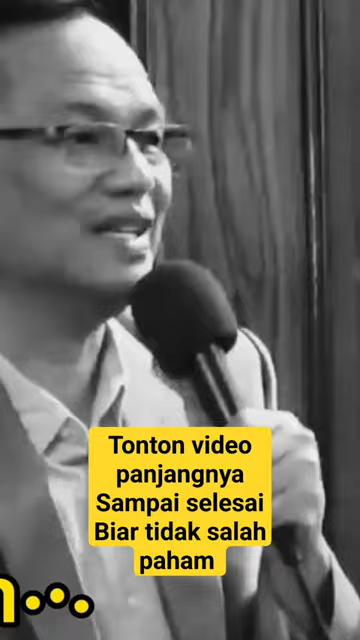 Tonton video
panjangnya
Sampai selesai
Biar tidak salah
paham